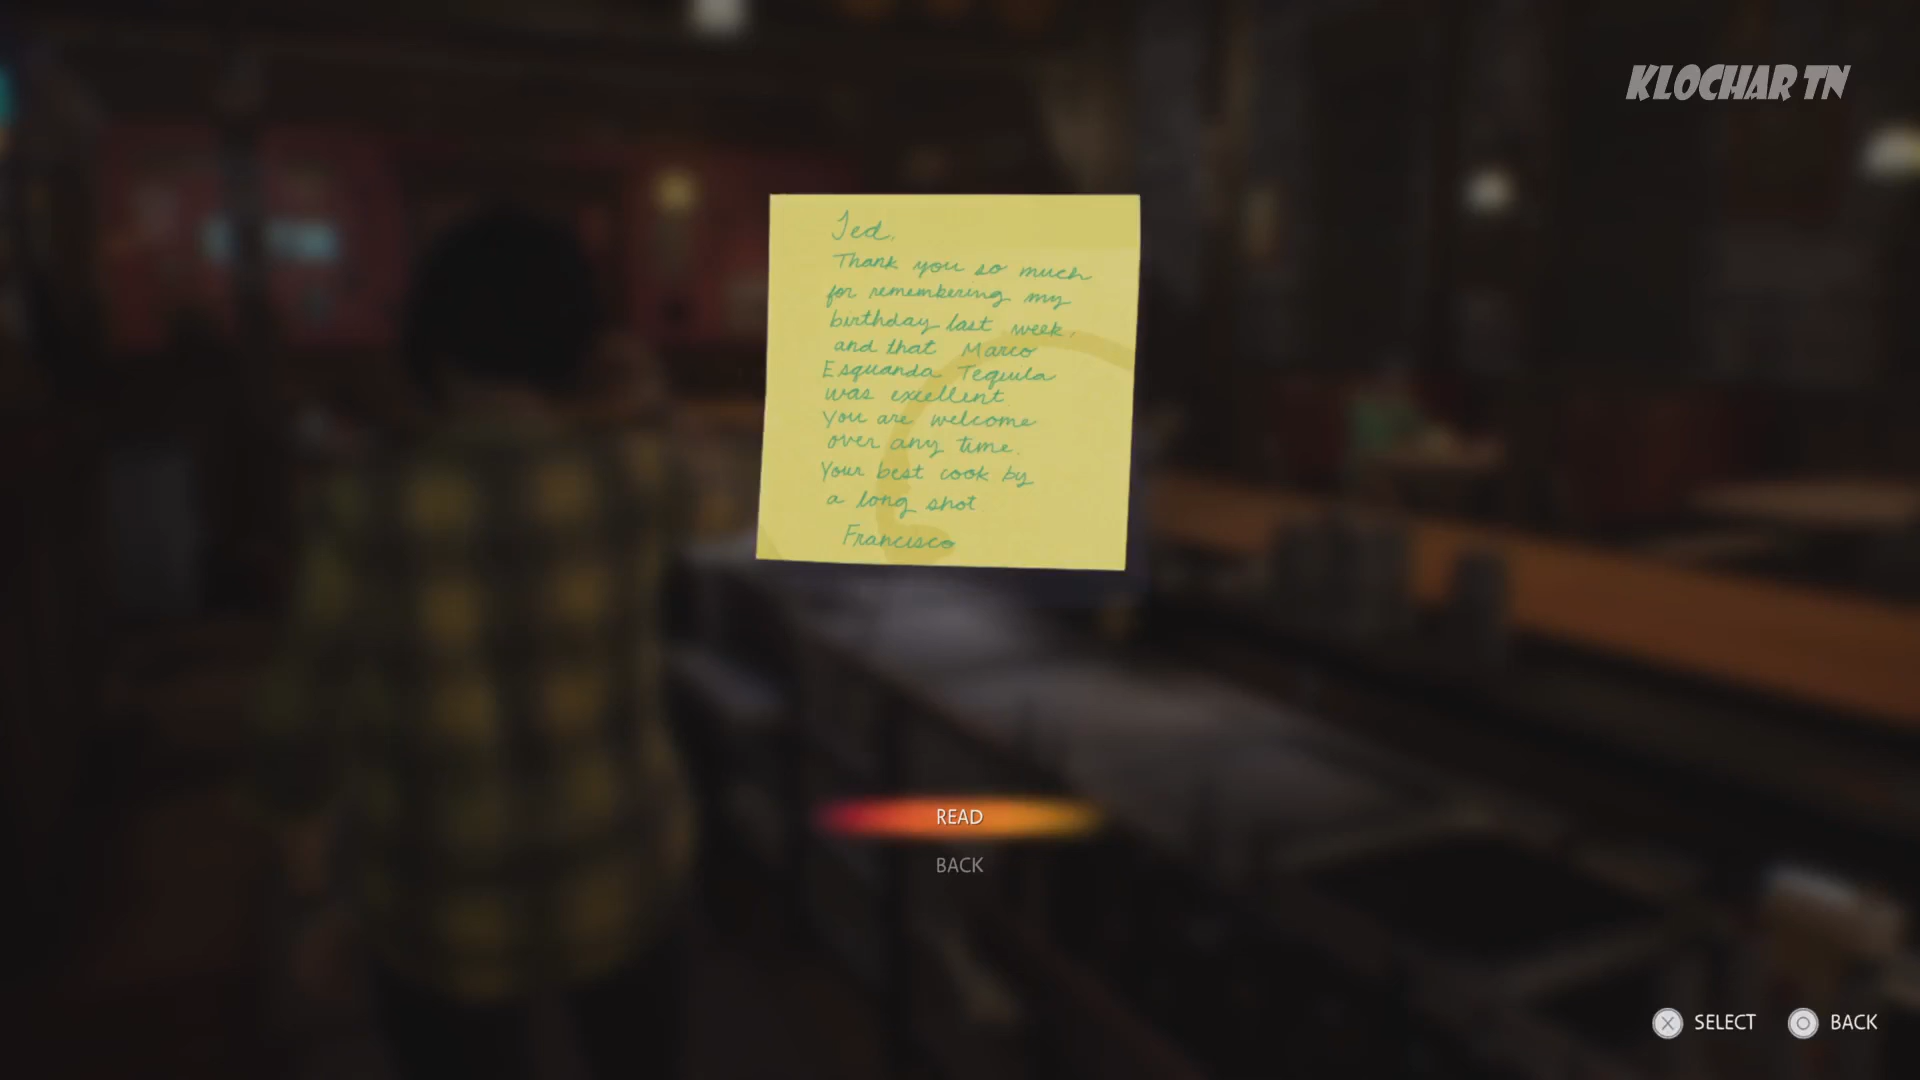 KLOCHAR TN
Ted,
Thank you so much
for remembering my
birthday last week,
and that Marco
Esquanda Tequila
was excellent.
You are welcome
over any time.
Your best cook by
a long shot
Francisco
READ
BACK
SELECT BACK